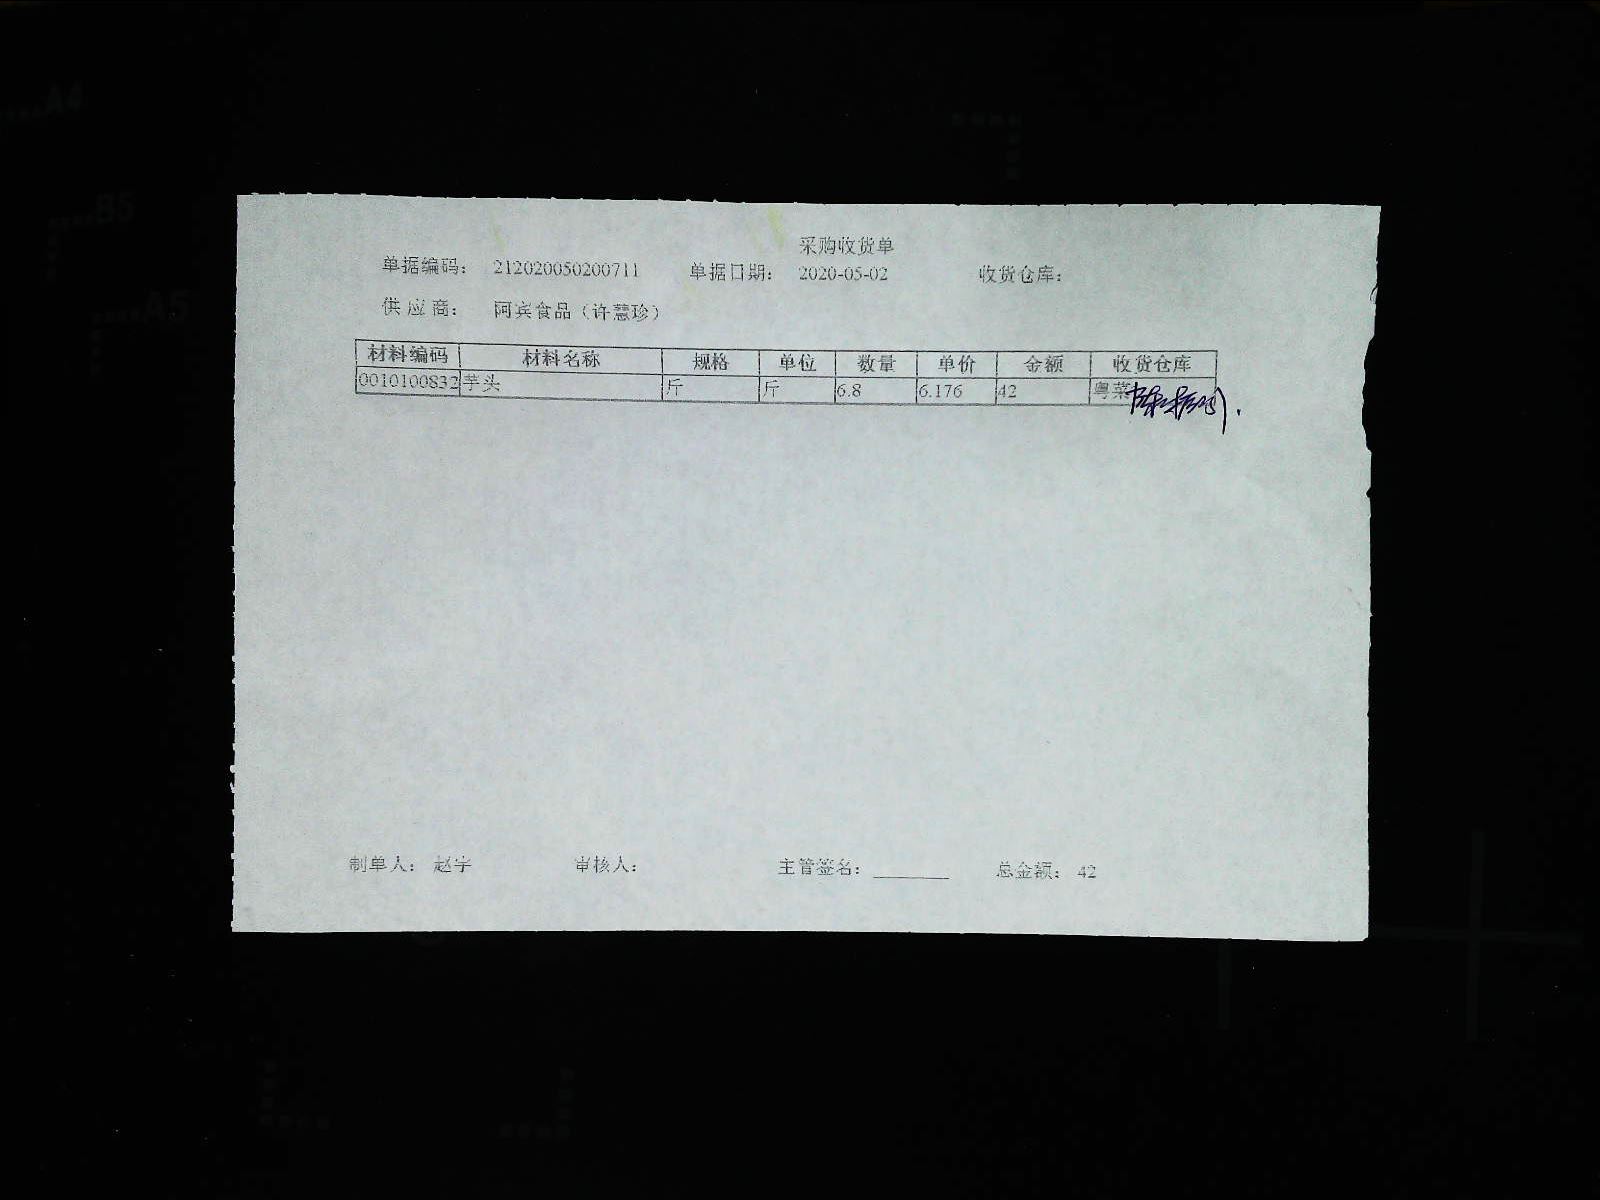 采购收货单
单据编码： 212020050200711 单据日期： 2020-05-02 收货仓库：
供 应 商： 阿宾食品（许慧珍）
材料编码 材料名称 规格 单位 数量 单价 金额 收货仓库
0010100832 芋头 斤 斤 6.8 6.176 42 粤菜
制单人： 赵宇 审核人： 主管签名： 总金额： 42
A4
B5
A5